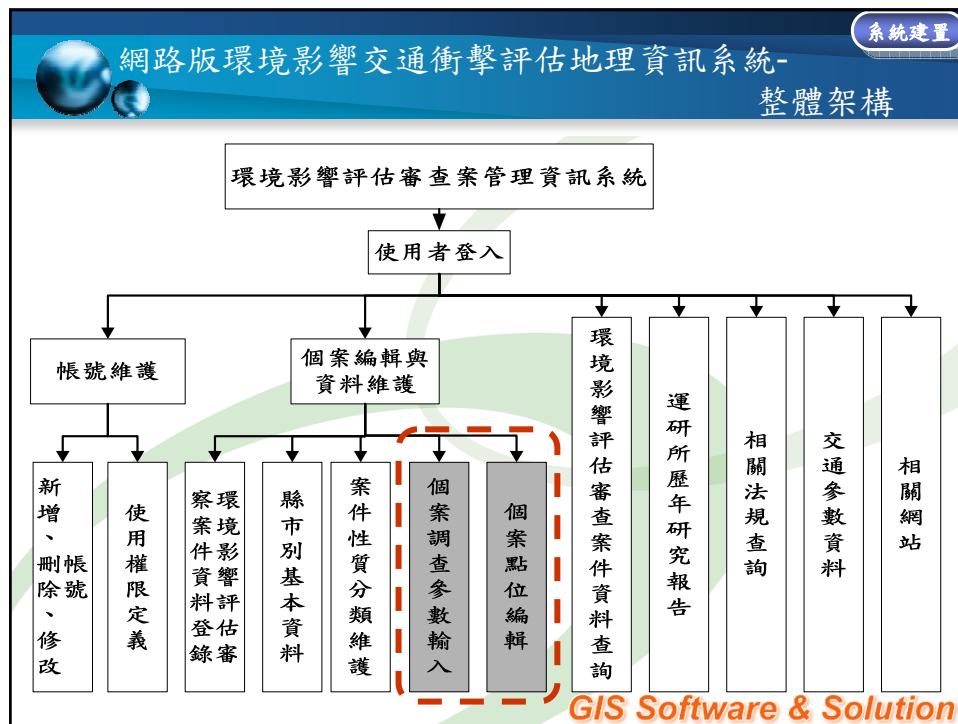 系統建置
網路版環境影響交通衝擊評估地理資訊系統-
整體架構
環境影響評估審查案管理資訊系統
使用者登入
帳號維護
個案編輯與
資料維護
環境影響評估審查案件資料查詢
運研所歷年研究報告
相關法規查詢
交通參數資料
相關網站
新增、刪除、修改
帳號
使用權限定義
環境影響評估審
察案件資料登錄
縣市別基本資料
案件性質分類維護
個案調查參數輸入
個案點位編輯
GIS Software & Solution